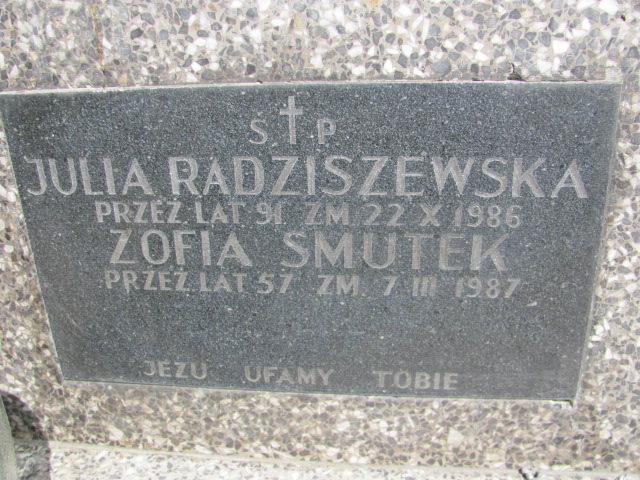 Ś † P
JULIA RADZISZEWSKA
PRZEŻ. LAT 91 ZM. 22 X 1986
ZOFIA SMUTEK
PRZEŻ. LAT 57 ZM. 7 III 1987
JEZU UFAMY TOBIE